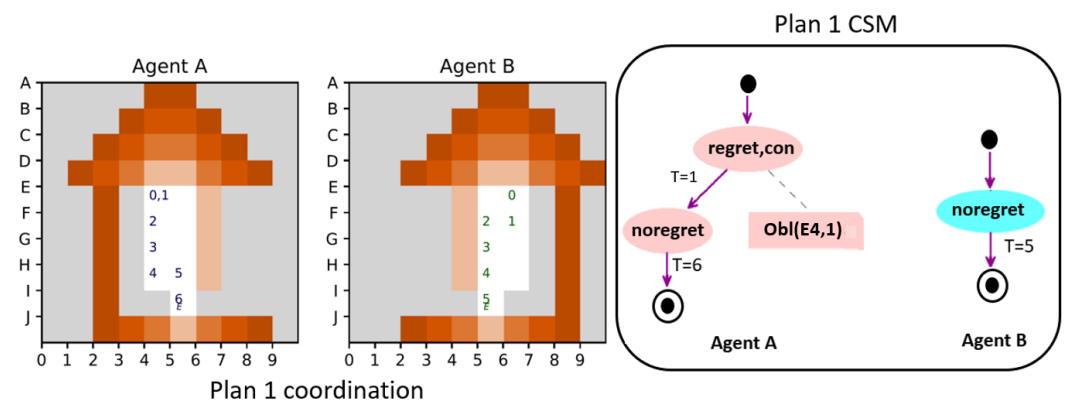 Plan 1 CSM
Agent A
Agent B
A
B
C
D
E
F
G
H
I
J
0,1
2
3
4 5
6
E
0 1 2 3 4 5 6 7 8 9
A
B
C
D
E
F
G
H
I
J
0
2 1
3
4
5
E
0 1 2 3 4 5 6 7 8 9
Plan 1 coordination
regret,con
T=1
noregret
Obl(E4,1)
T=6
Agent A
noregret
T=5
Agent B